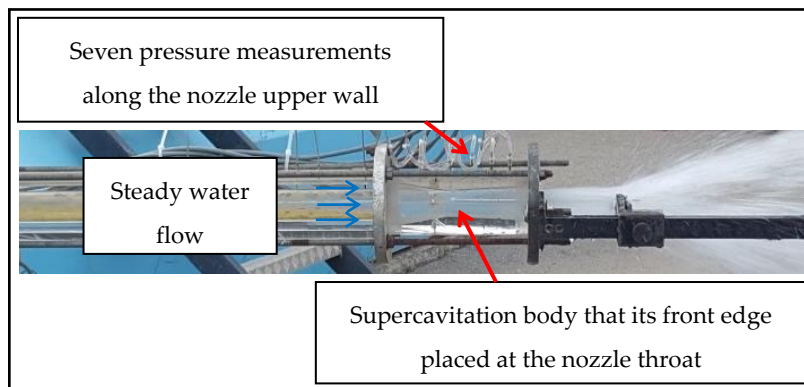 Seven pressure measurements
along the nozzle upper wall
Steady water
flow
Supercavitation body that its front edge
placed at the nozzle throat